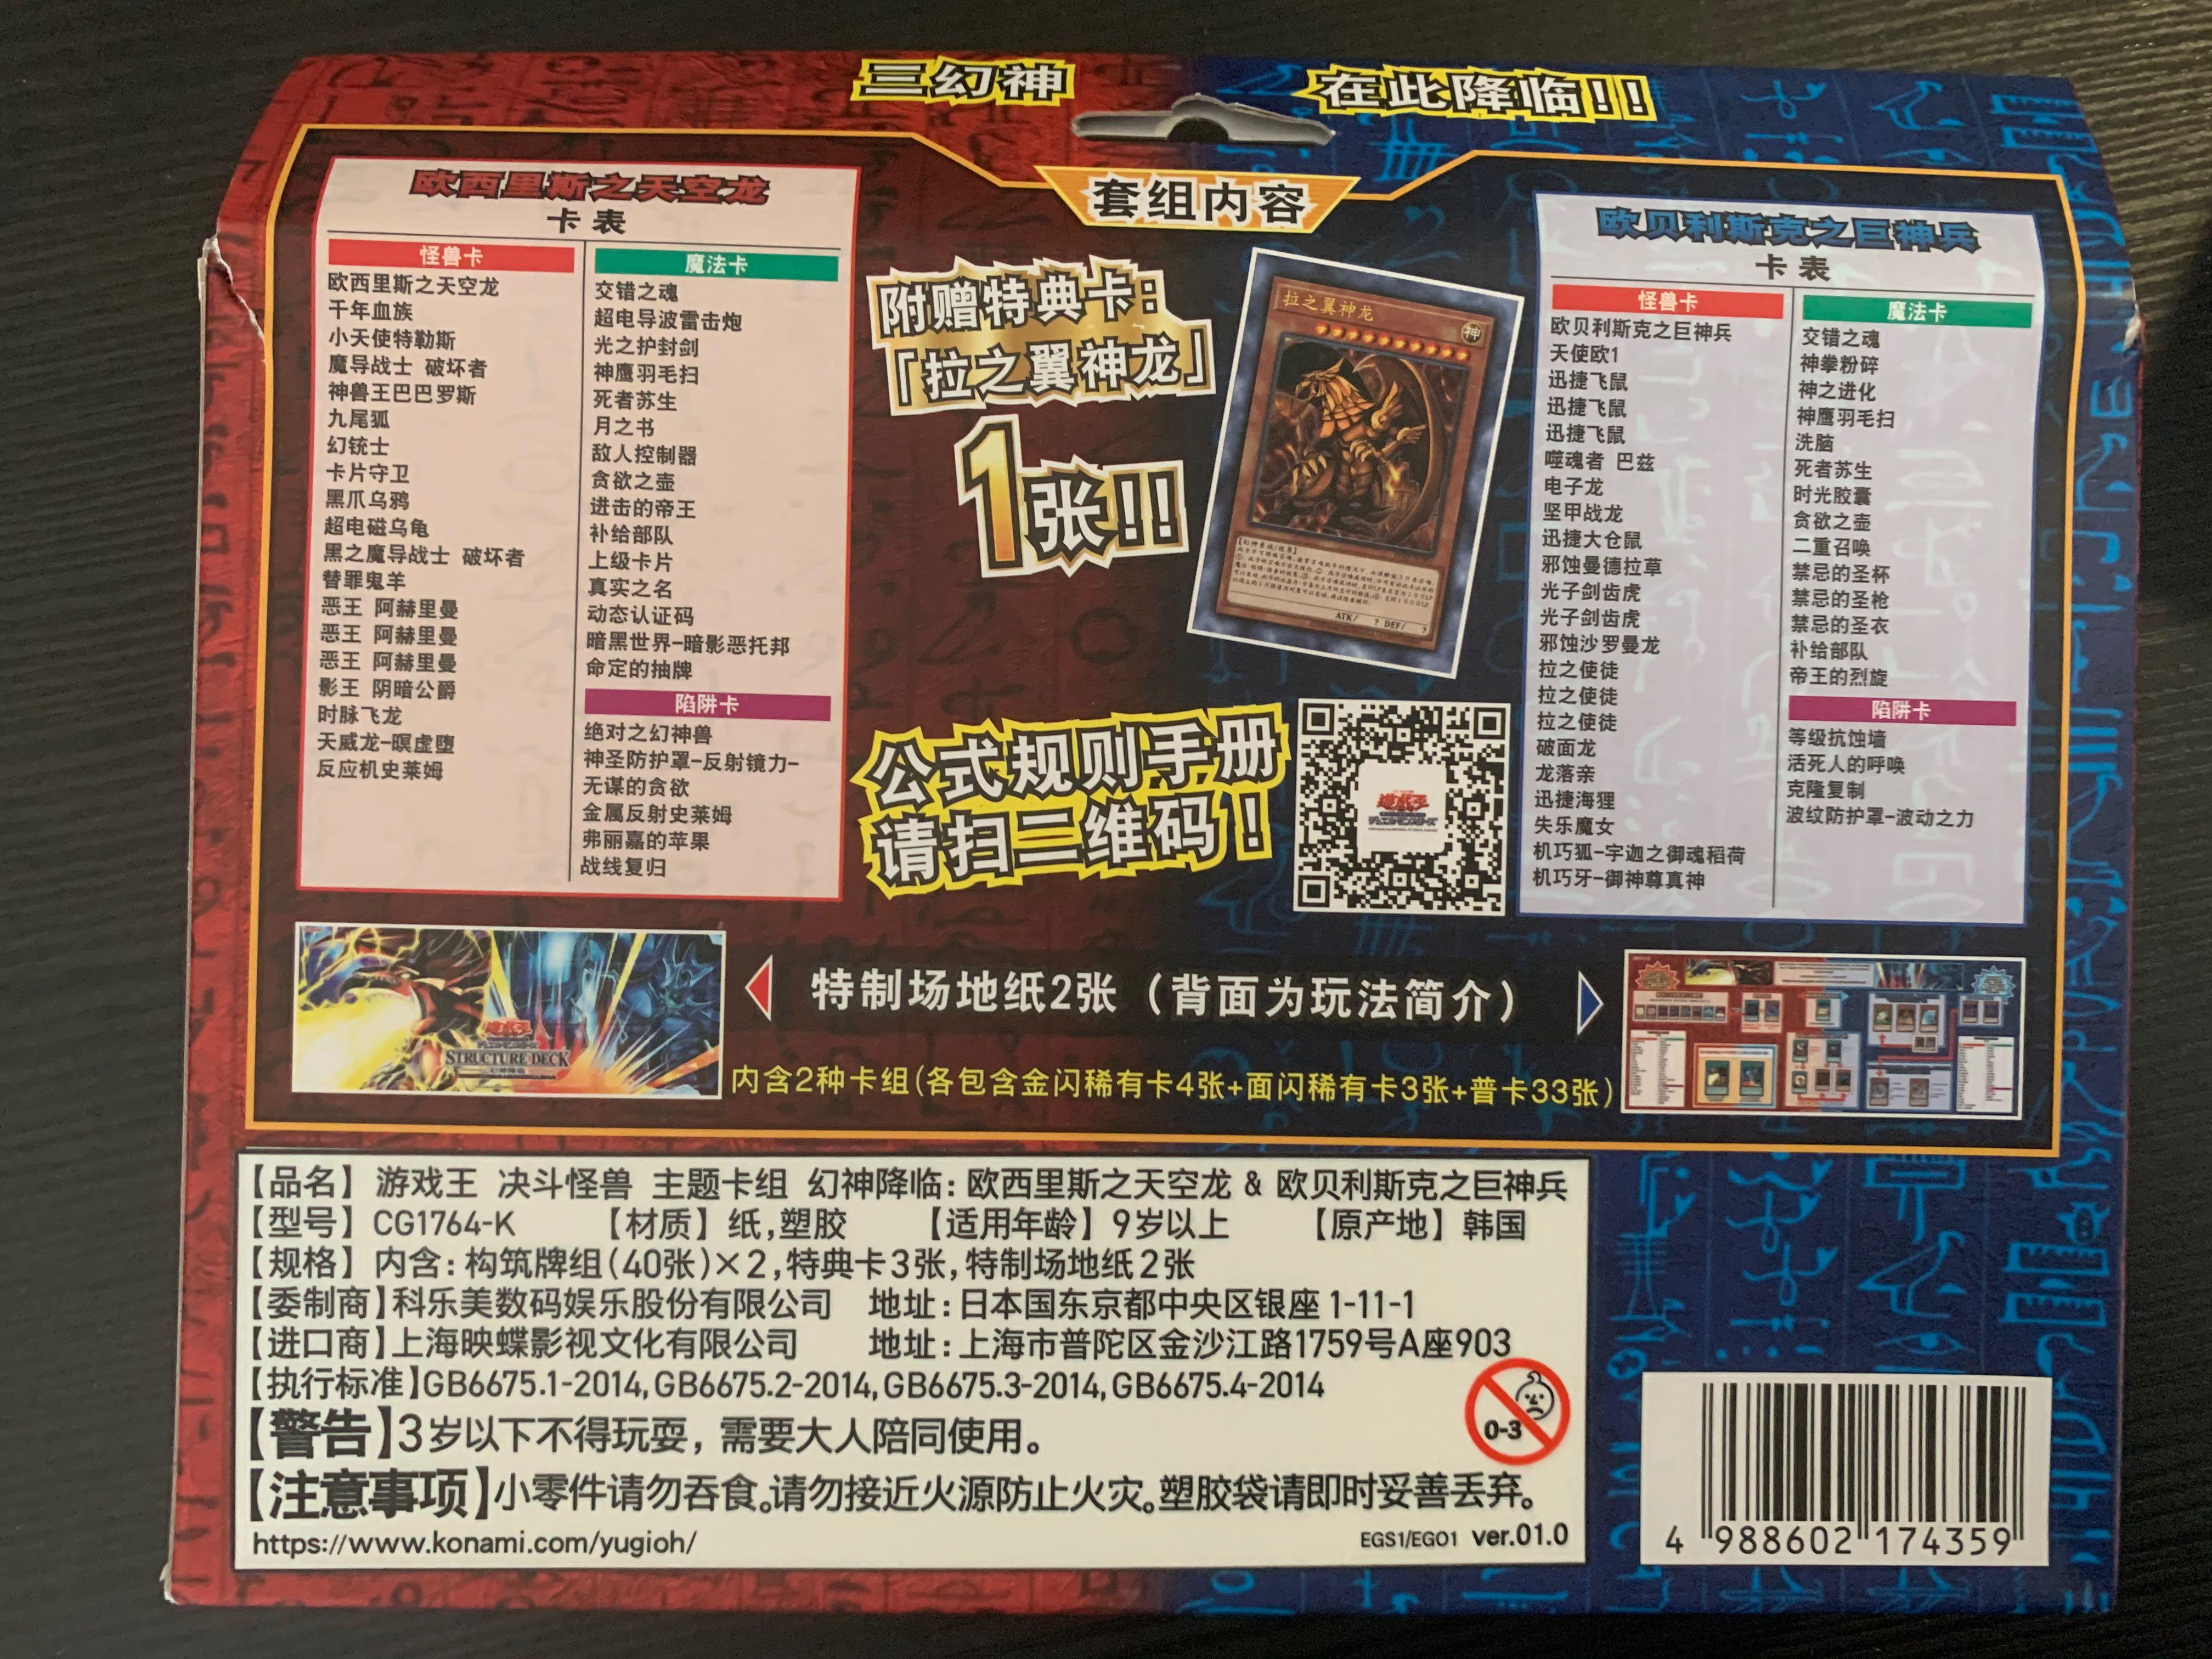 三幻神 在此降临!!
套组内容
欧西里斯之天空龙
卡表
怪兽卡
欧西里斯之天空龙
千年血族
小天使特勒斯
魔导战士 破坏者
神兽王巴巴罗斯
九尾狐
幻铳士
卡片守卫
黑爪乌鸦
超电磁乌龟
黑之魔导战士 破坏者
替罪鬼羊
恶王 阿赫里曼
恶王 阿赫里曼
恶王 阿赫里曼
影王 阴暗公爵
时脉飞龙
天威龙-暝虚堕
反应机史莱姆
魔法卡
交错之魂
超电导波雷击炮
光之护封剑
神鹰羽毛扫
死者苏生
月之书
敌人控制器
贪欲之壶
进击的帝王
补给部队
上级卡片
真实之名
动态认证码
暗黑世界-暗影恶托邦
命定的抽牌
陷阱卡
绝对之幻神兽
神圣防护罩-反射镜力-
无谋的贪欲
金属反射史莱姆
弗丽嘉的苹果
战线复归
附赠特典卡:
「拉之翼神龙」
1张!!
拉之翼神龙
神
ATK/ ? DEF/ ?
公式规则手册
请扫二维码!
遊戯王
欧贝利斯克之巨神兵
卡表
怪兽卡
欧贝利斯克之巨神兵
天使欧1
迅捷飞鼠
迅捷飞鼠
迅捷飞鼠
噬魂者 巴兹
电子龙
坚甲战龙
迅捷大仓鼠
邪蚀曼德拉草
光子剑齿虎
光子剑齿虎
邪蚀沙罗曼龙
拉之使徒
拉之使徒
拉之使徒
破面龙
龙落亲
迅捷海狸
失乐魔女
机巧狐-宇迦之御魂稻荷
机巧牙-御神尊真神
魔法卡
交错之魂
神拳粉碎
神之进化
神鹰羽毛扫
洗脑
死者苏生
时光胶囊
贪欲之壶
二重召唤
禁忌的圣杯
禁忌的圣枪
禁忌的圣衣
补给部队
帝王的烈旋
陷阱卡
等级抗蚀墙
活死人的呼唤
克隆复制
波纹防护罩-波动之力
遊戯王
STRUCTURE DECK
特制场地纸2张（背面为玩法简介）
内含2种卡组(各包含金闪稀有卡4张+面闪稀有卡3张+普卡33张)
【品名】游戏王 决斗怪兽 主题卡组 幻神降临: 欧西里斯之天空龙 & 欧贝利斯克之巨神兵
【型号】CG1764-K 【材质】纸,塑胶 【适用年龄】9岁以上 【原产地】韩国
【规格】内含: 构筑牌组(40张)×2,特典卡3张,特制场地纸2张
【委制商】科乐美数码娱乐股份有限公司 地址:日本国东京都中央区银座1-11-1
【进口商】上海映蝶影视文化有限公司 地址:上海市普陀区金沙江路1759号A座903
【执行标准】GB6675.1-2014,GB6675.2-2014,GB6675.3-2014,GB6675.4-2014
【警告】3岁以下不得玩耍，需要大人陪同使用。
0-3
【注意事项】小零件请勿吞食。请勿接近火源防止火灾。塑胶袋请即时妥善丢弃。
https://www.konami.com/yugioh/ EGS1/EGO1 ver.01.0
4 988602 174359